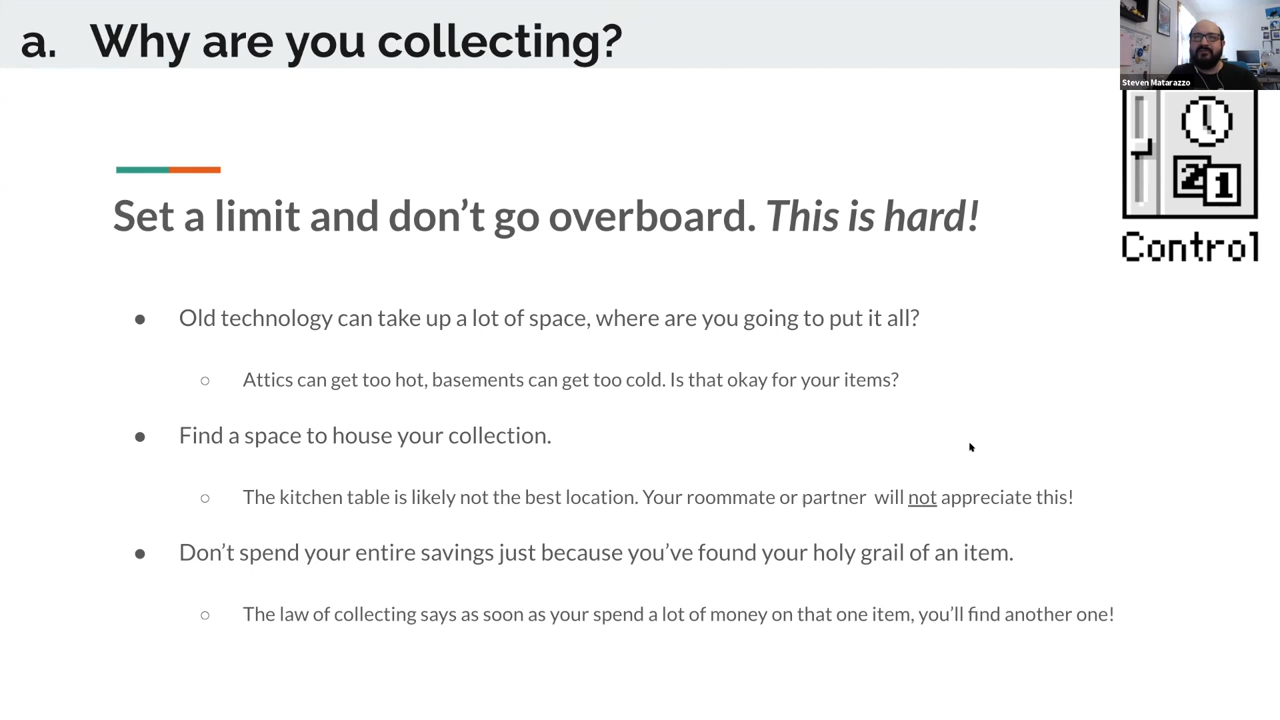 a. Why are you collecting?
Steven Matarazzo
2 1
Control
Set a limit and don’t go overboard. This is hard!
● Old technology can take up a lot of space, where are you going to put it all?
○ Attics can get too hot, basements can get too cold. Is that okay for your items?
● Find a space to house your collection.
○ The kitchen table is likely not the best location. Your roommate or partner will not appreciate this!
● Don’t spend your entire savings just because you’ve found your holy grail of an item.
○ The law of collecting says as soon as your spend a lot of money on that one item, you’ll find another one!